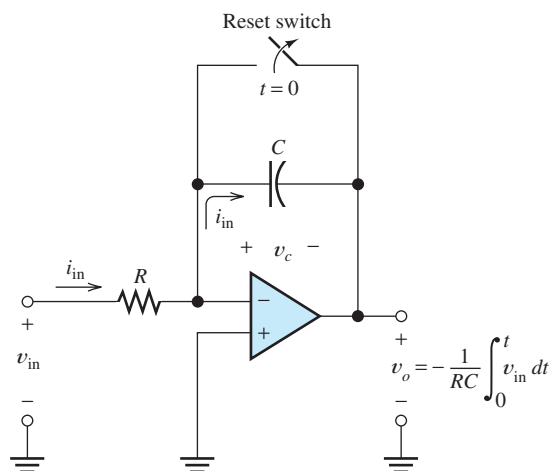 Reset switch
t = 0
C
i_in
+ v_c −
i_in
R
−
+
+
v_in
−
+
v_o = − 1/RC ∫_0^t v_in dt
−